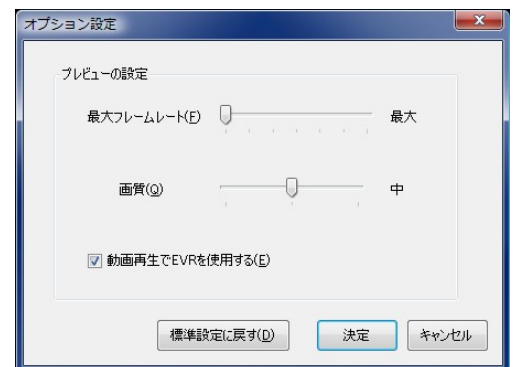 オプション設定
プレビューの設定
最大フレームレート(F) 最大
画質(Q) 中
動画再生でEVRを使用する(E)
標準設定に戻す(D) 決定 キャンセル